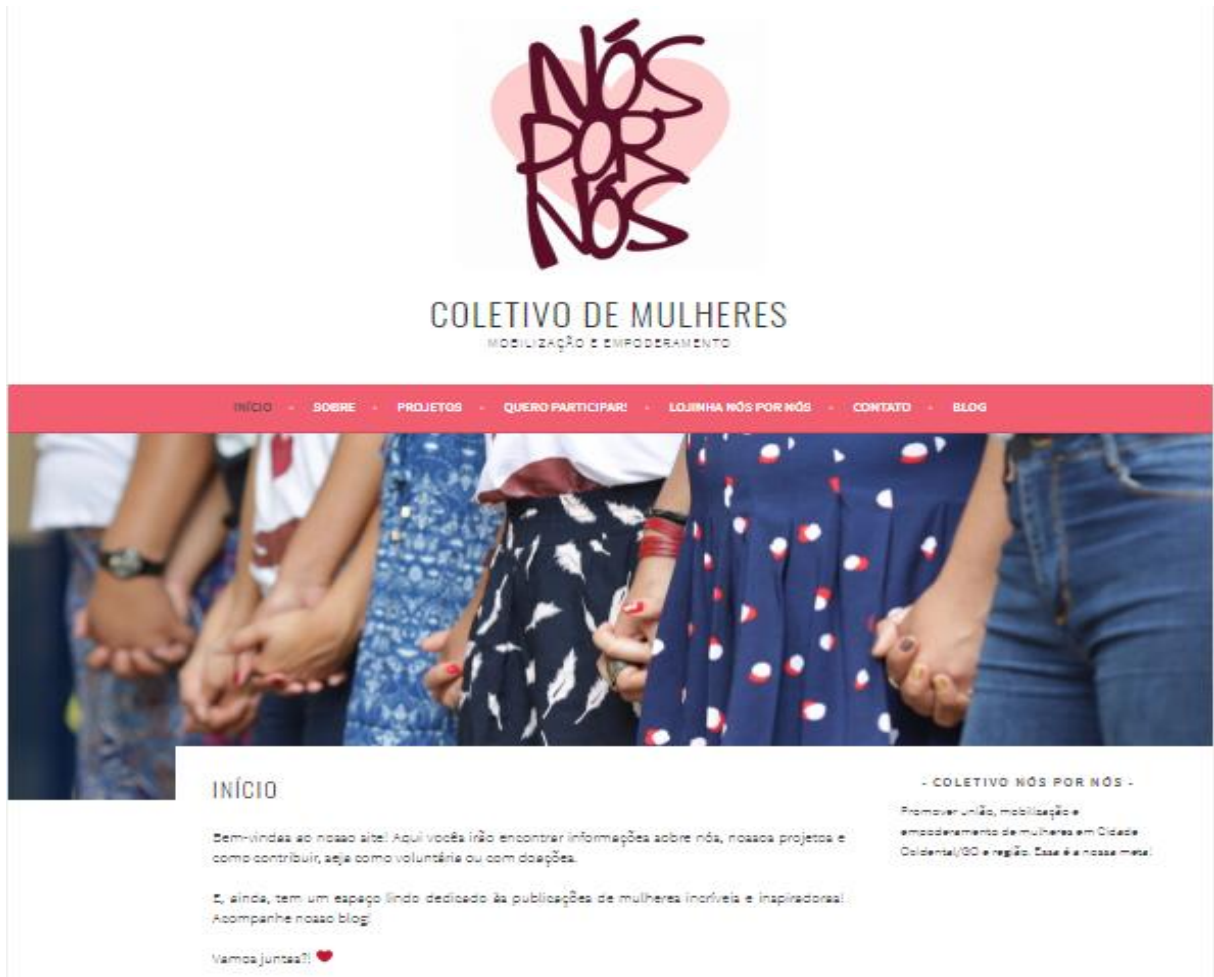 NÓS
POR
NÓS
COLETIVO DE MULHERES
MOBILIZAÇÃO E EMPODERAMENTO
INÍCIO - SOBRE - PROJETOS - QUERO PARTICIPAR! - LOJINHA NÓS POR NÓS - CONTATO - BLOG
INÍCIO
Bem-vindas ao nosso site! Aqui vocês irão encontrar informações sobre nós, nossos projetos e
como contribuir, seja como voluntária ou com doações.
E, ainda, tem um espaço lindo dedicado às publicações de mulheres incríveis e inspiradoras!
Acompanhe nosso blog!
Vamos juntas?! ❤
- COLETIVO NÓS POR NÓS -
Promover união, mobilização e
empoderamento de mulheres em Cidade
Ocidental/GO e região. Essa é a nossa meta!